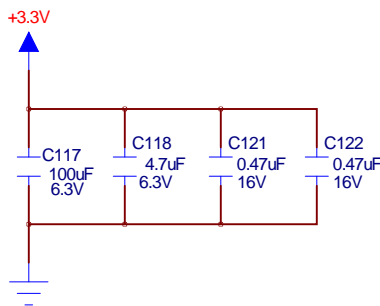 +3.3V
C117
100uF
6.3V
C118
4.7uF
6.3V
C121
0.47uF
16V
C122
0.47uF
16V